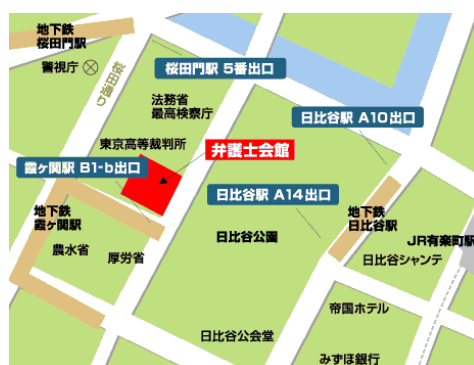 地下鉄
桜田門駅
警視庁
桜田通り
桜田門駅 5番出口
法務省
最高検察庁
日比谷駅 A10出口
東京高等裁判所
弁護士会館
霞ヶ関駅 B1-b出口
日比谷駅 A14出口
地下鉄
霞ヶ関駅
地下鉄
日比谷駅
日比谷公園
JR有楽町駅
農水省
厚労省
日比谷シャンテ
帝国ホテル
日比谷公会堂
みずほ銀行